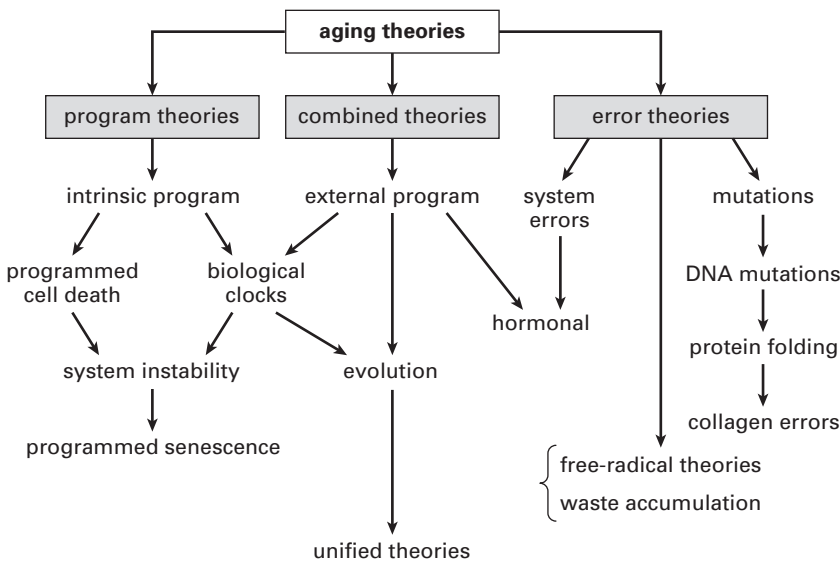 aging theories
program theories
combined theories
error theories
intrinsic program
external program
system
errors
mutations
programmed
cell death
biological
clocks
DNA mutations
hormonal
protein folding
system instability
evolution
collagen errors
programmed senescence
free-radical theories
waste accumulation
unified theories